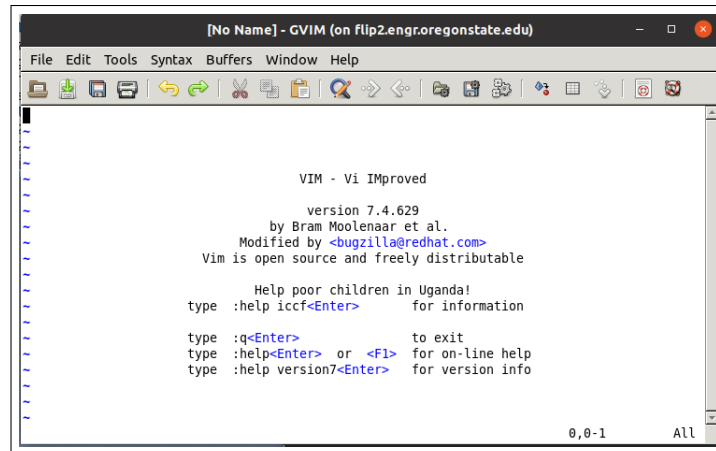 [No Name] - GVIM (on flip2.engr.oregonstate.edu)
File Edit Tools Syntax Buffers Window Help
~
~
~
~
VIM - Vi IMproved
~
~
version 7.4.629
~
by Bram Moolenaar et al.
~
Modified by <bugzilla@redhat.com>
~
Vim is open source and freely distributable
~
~
Help poor children in Uganda!
~
type :help iccf<Enter> for information
~
~
type :q<Enter> to exit
~
type :help<Enter> or <F1> for on-line help
~
type :help version7<Enter> for version info
~
~
~
0,0-1 All